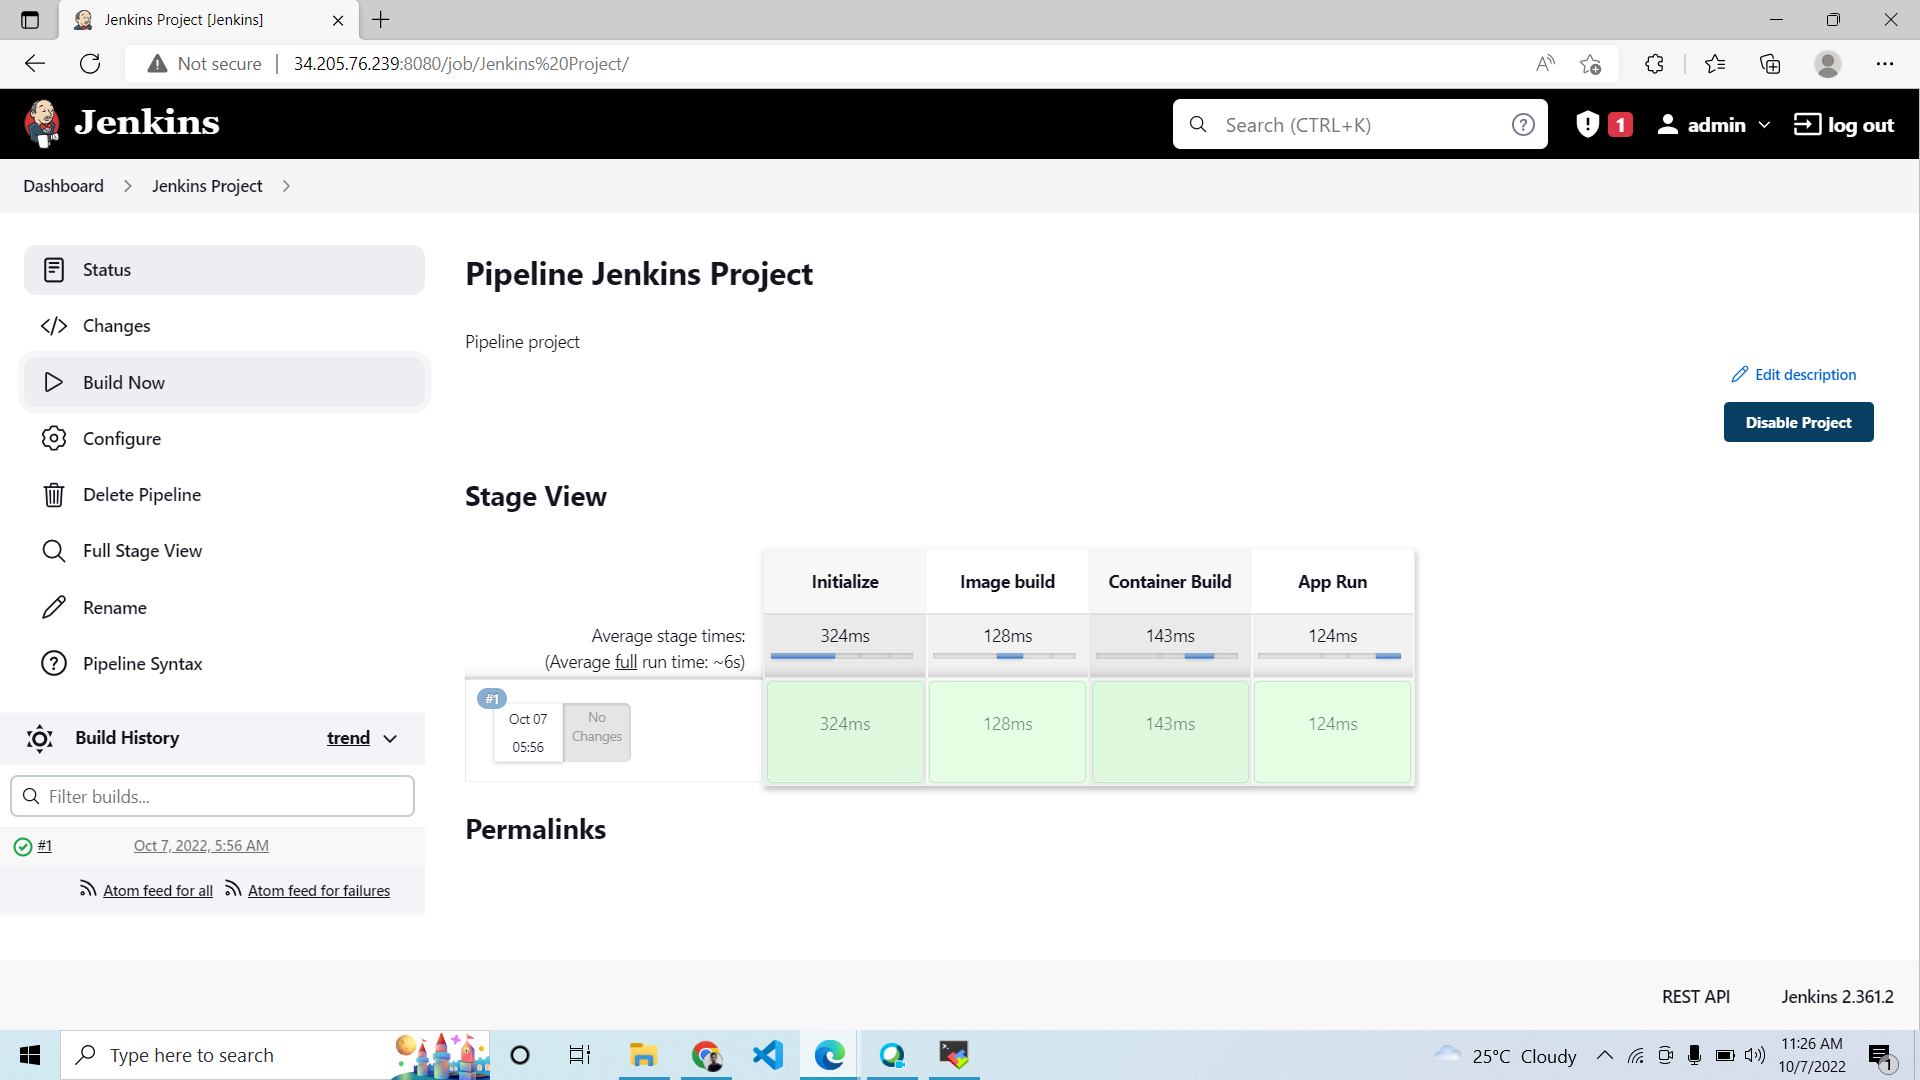 Jenkins Project [Jenkins]
Not secure
34.205.76.239:8080/job/Jenkins%20Project/
Jenkins
Search (CTRL+K)
1
admin
log out
Dashboard
Jenkins Project
Status
Changes
Build Now
Configure
Delete Pipeline
Full Stage View
Rename
Pipeline Syntax
Build History
trend
Filter builds...
#1
Oct 7, 2022, 5:56 AM
Atom feed for all
Atom feed for failures
Pipeline Jenkins Project
Pipeline project
Edit description
Disable Project
Stage View
Initialize
Image build
Container Build
App Run
Average stage times:
(Average full run time: ~6s)
324ms
128ms
143ms
124ms
#1
Oct 07
05:56
No
Changes
324ms
128ms
143ms
124ms
Permalinks
REST API
Jenkins 2.361.2
Type here to search
25°C Cloudy
11:26 AM
10/7/2022
1